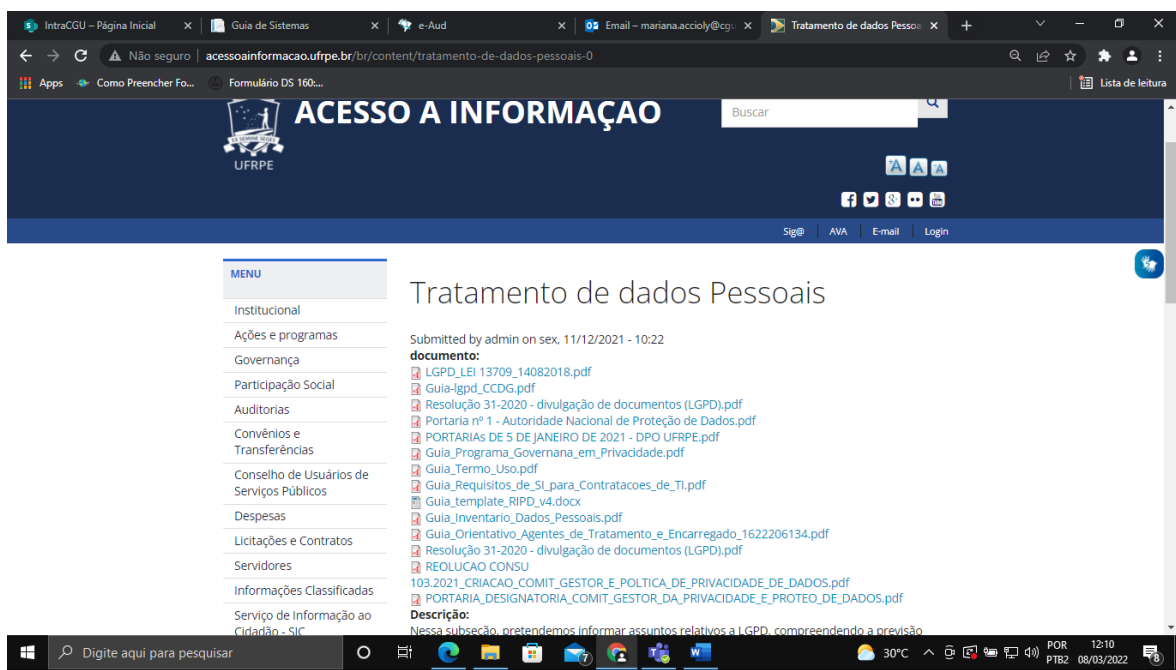 IntraCGU – Página Inicial
Guia de Sistemas
e-Aud
Email – mariana.accioly@cgu
Tratamento de dados Pessoa
Não seguro
acessoainformacao.ufrpe.br/br/content/tratamento-de-dados-pessoais-0
Apps
Como Preencher Fo...
Formulário DS 160:...
Lista de leitura
ACESSO A INFORMAÇÃO
Buscar
UFRPE
+A A -A
Sig@ AVA E-mail Login
MENU
Institucional
Ações e programas
Governança
Participação Social
Auditorias
Convênios e
Transferências
Conselho de Usuários de
Serviços Públicos
Despesas
Licitações e Contratos
Servidores
Informações Classificadas
Serviço de Informação ao
Cidadão - SIC
Tratamento de dados Pessoais
Submitted by admin on sex, 11/12/2021 - 10:22
documento:
LGPD_LEI 13709_14082018.pdf
Guia-lgpd_CCDG.pdf
Resolução 31-2020 - divulgação de documentos (LGPD).pdf
Portaria nº 1 - Autoridade Nacional de Proteção de Dados.pdf
PORTARIAs DE 5 DE JANEIRO DE 2021 - DPO UFRPE.pdf
Guia_Programa_Governana_em_Privacidade.pdf
Guia_Termo_Uso.pdf
Guia_Requisitos_de_SI_para_Contratacoes_de_TI.pdf
Guia_template_RIPD_v4.docx
Guia_Inventario_Dados_Pessoais.pdf
Guia_Orientativo_Agentes_de_Tratamento_e_Encarregado_1622206134.pdf
Resolução 31-2020 - divulgação de documentos (LGPD).pdf
REOLUCAO CONSU
103.2021_CRIACAO_COMIT_GESTOR_E_POLTICA_DE_PRIVACIDADE_DE_DADOS.pdf
PORTARIA_DESIGNATORIA_COMIT_GESTOR_DA_PRIVACIDADE_E_PROTEO_DE_DADOS.pdf
Descrição:
Nessa subseção, pretendemos informar assuntos relativos a LGPD, compreendendo a previsão
Digite aqui para pesquisar
7
30°C
POR
PTB2
12:10
08/03/2022
8